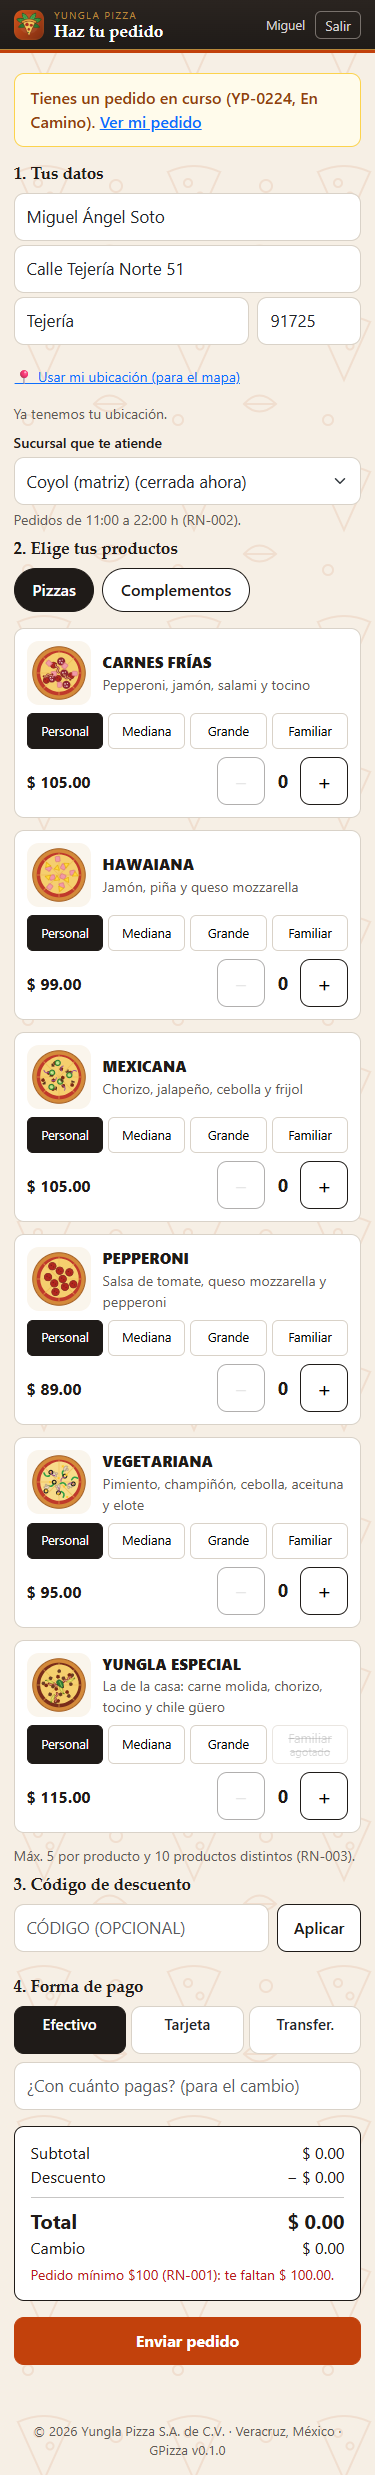 YUNGLA PIZZA
Haz tu pedido
Miguel
Salir
Tienes un pedido en curso (YP-0224, En
Camino). Ver mi pedido
1. Tus datos
Miguel Ángel Soto
Calle Tejería Norte 51
Tejería
91725
📍 Usar mi ubicación (para el mapa)
Ya tenemos tu ubicación.
Sucursal que te atiende
Coyol (matriz) (cerrada ahora)
Pedidos de 11:00 a 22:00 h (RN-002).
2. Elige tus productos
Pizzas
Complementos
CARNES FRÍAS
Pepperoni, jamón, salami y tocino
Personal Mediana Grande Familiar
$ 105.00 − 0 +
HAWAIANA
Jamón, piña y queso mozzarella
Personal Mediana Grande Familiar
$ 99.00 − 0 +
MEXICANA
Chorizo, jalapeño, cebolla y frijol
Personal Mediana Grande Familiar
$ 105.00 − 0 +
PEPPERONI
Salsa de tomate, queso mozzarella y
pepperoni
Personal Mediana Grande Familiar
$ 89.00 − 0 +
VEGETARIANA
Pimiento, champiñón, cebolla, aceituna
y elote
Personal Mediana Grande Familiar
$ 95.00 − 0 +
YUNGLA ESPECIAL
La de la casa: carne molida, chorizo,
tocino y chile güero
Personal Mediana Grande Familiar
agotado
$ 115.00 − 0 +
Máx. 5 por producto y 10 productos distintos (RN-003).
3. Código de descuento
CÓDIGO (OPCIONAL)
Aplicar
4. Forma de pago
Efectivo Tarjeta Transfer.
¿Con cuánto pagas? (para el cambio)
Subtotal $ 0.00
Descuento − $ 0.00
Total $ 0.00
Cambio $ 0.00
Pedido mínimo $100 (RN-001): te faltan $ 100.00.
Enviar pedido
© 2026 Yungla Pizza S.A. de C.V. · Veracruz, México ·
GPizza v0.1.0